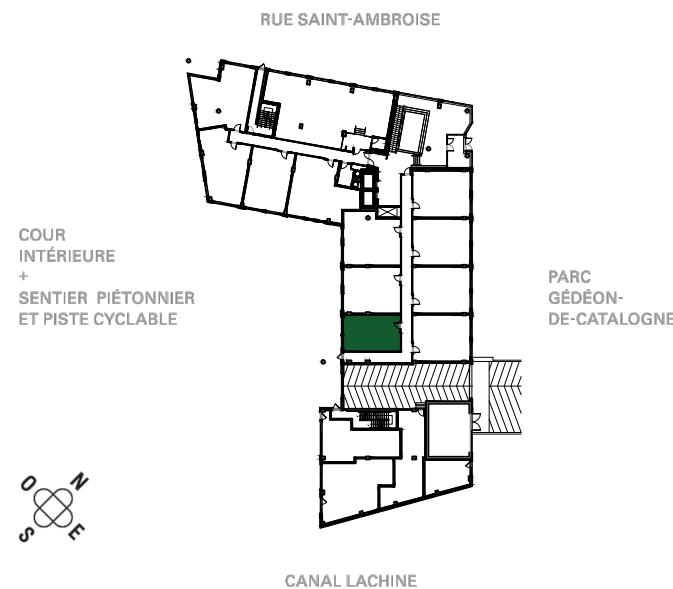 RUE SAINT-AMBROISE
COUR
INTÉRIEURE
+
SENTIER PIÉTONNIER
ET PISTE CYCLABLE
PARC
GÉDÉON-
DE-CATALOGNE
O N
S E
CANAL LACHINE